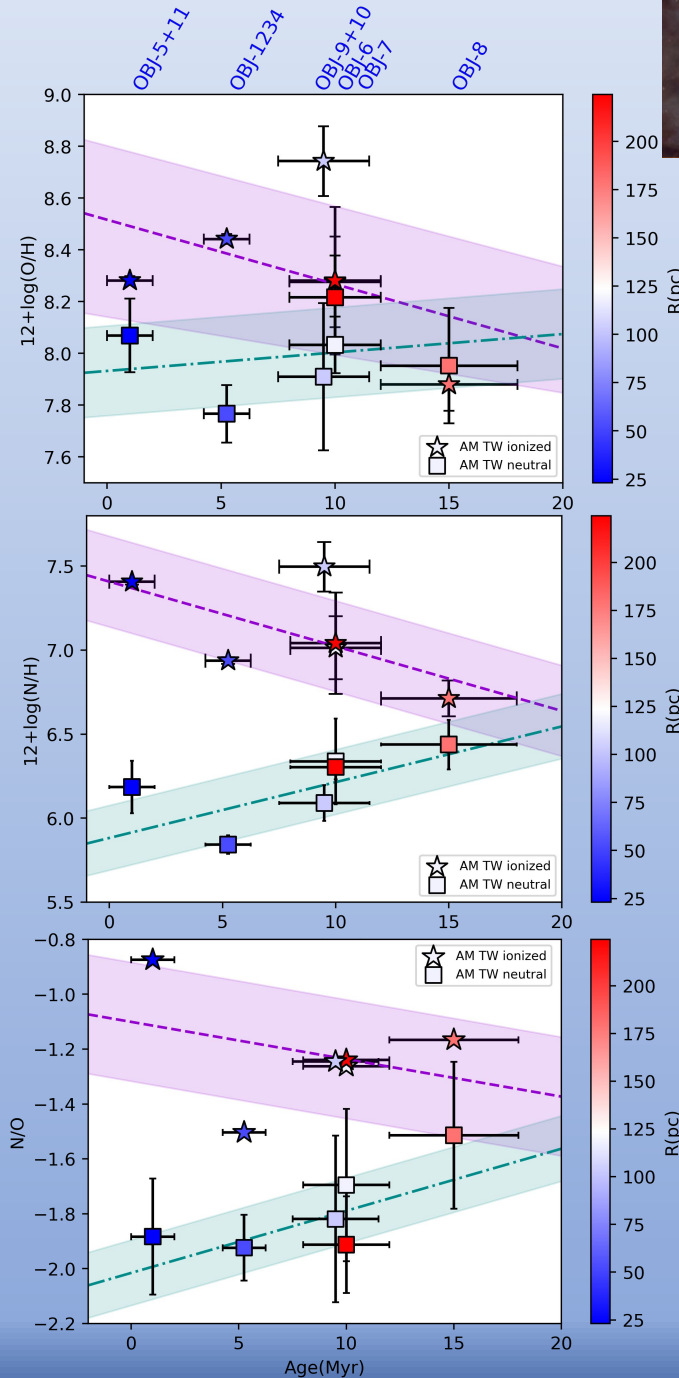 OBJ-5+11
OBJ-1234
OBJ-9+10
OBJ-6
OBJ-7
OBJ-8
9.0
8.8
8.6
8.4
8.2
8.0
7.8
7.6
12+log(O/H)
AM TW ionized
AM TW neutral
0 5 10 15 20
200
175
150
125
100
75
50
25
R(pc)
7.5
7.0
6.5
6.0
5.5
12+log(N/H)
AM TW ionized
AM TW neutral
0 5 10 15 20
200
175
150
125
100
75
50
25
R(pc)
−0.8
−1.0
−1.2
−1.4
−1.6
−1.8
−2.0
−2.2
N/O
AM TW ionized
AM TW neutral
0 5 10 15 20
Age(Myr)
200
175
150
125
100
75
50
25
R(pc)